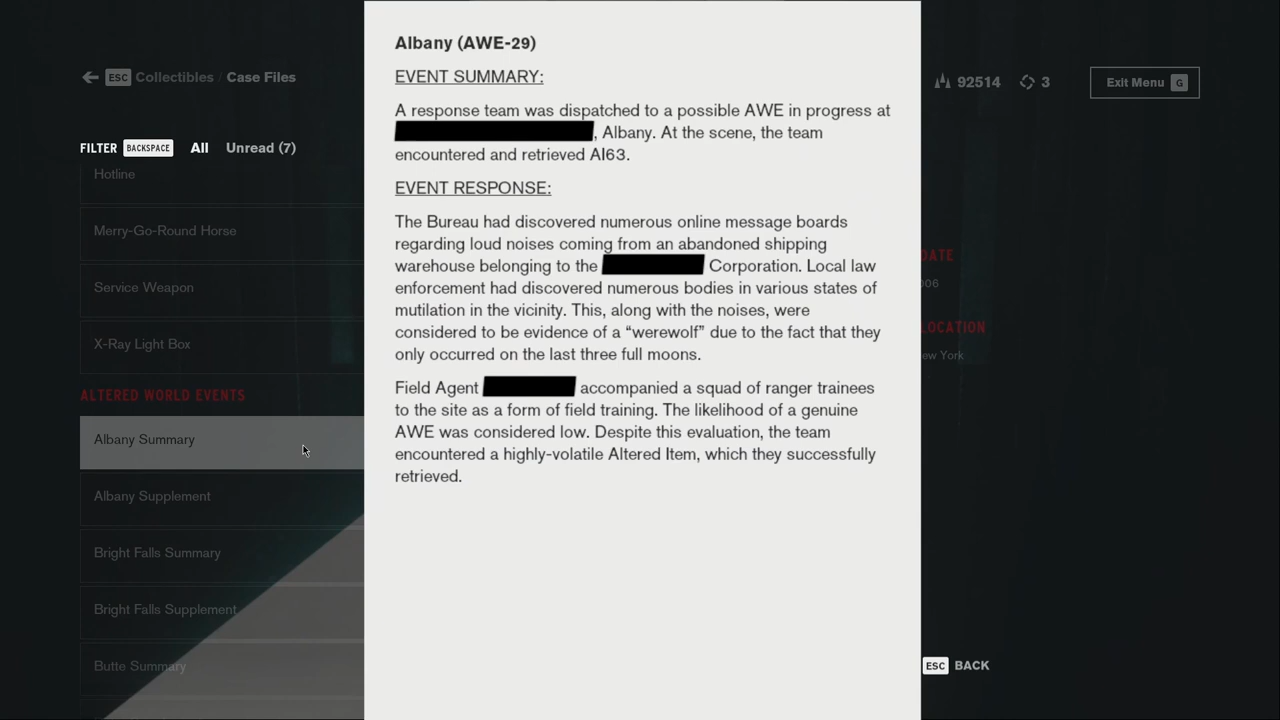 Albany (AWE-29)
EVENT SUMMARY:
A response team was dispatched to a possible AWE in progress at
, Albany. At the scene, the team
encountered and retrieved AI63.
EVENT RESPONSE:
The Bureau had discovered numerous online message boards
regarding loud noises coming from an abandoned shipping
warehouse belonging to the Corporation. Local law
enforcement had discovered numerous bodies in various states of
mutilation in the vicinity. This, along with the noises, were
considered to be evidence of a “werewolf” due to the fact that they
only occurred on the last three full moons.
Field Agent accompanied a squad of ranger trainees
to the site as a form of field training. The likelihood of a genuine
AWE was considered low. Despite this evaluation, the team
encountered a highly-volatile Altered Item, which they successfully
retrieved.
ESC Collectibles / Case Files
92514 3
Exit Menu G
FILTER BACKSPACE All Unread (7)
Hotline
Merry-Go-Round Horse
Service Weapon
X-Ray Light Box
ALTERED WORLD EVENTS
Albany Summary
Albany Supplement
Bright Falls Summary
Bright Falls Supplement
Butte Summary
DATE
006
LOCATION
ew York
ESC BACK